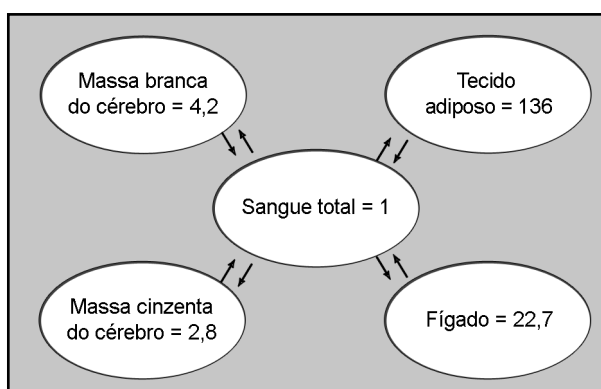 Massa branca
do cérebro = 4,2
Tecido
adiposo = 136
Sangue total = 1
Massa cinzenta
do cérebro = 2,8
Fígado = 22,7